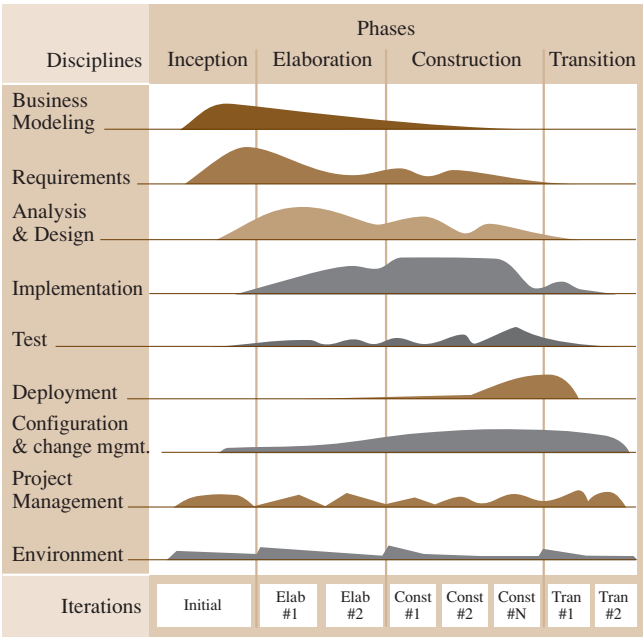 Phases
Disciplines
Inception
Elaboration
Construction
Transition
Business
Modeling
Requirements
Analysis
& Design
Implementation
Test
Deployment
Configuration
& change mgmt.
Project
Management
Environment
Iterations
Initial
Elab
#1
Elab
#2
Const
#1
Const
#2
Const
#N
Tran
#1
Tran
#2